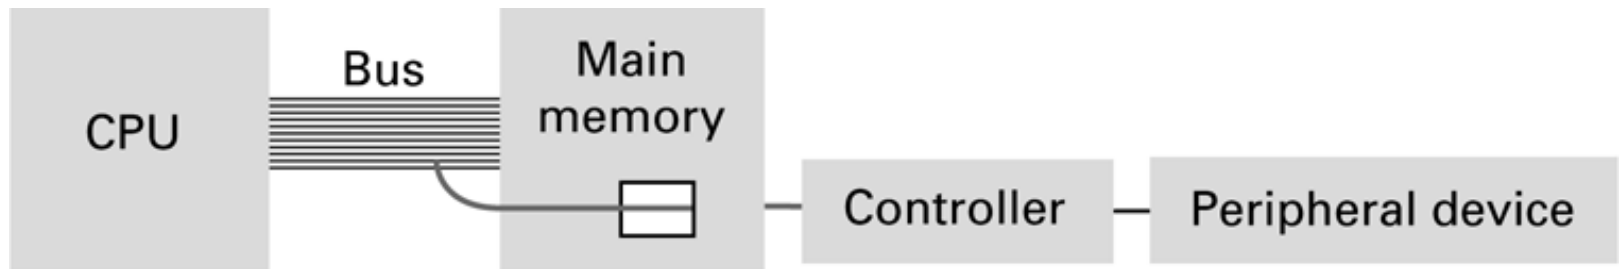 CPU
Bus
Main
memory
Controller
Peripheral device